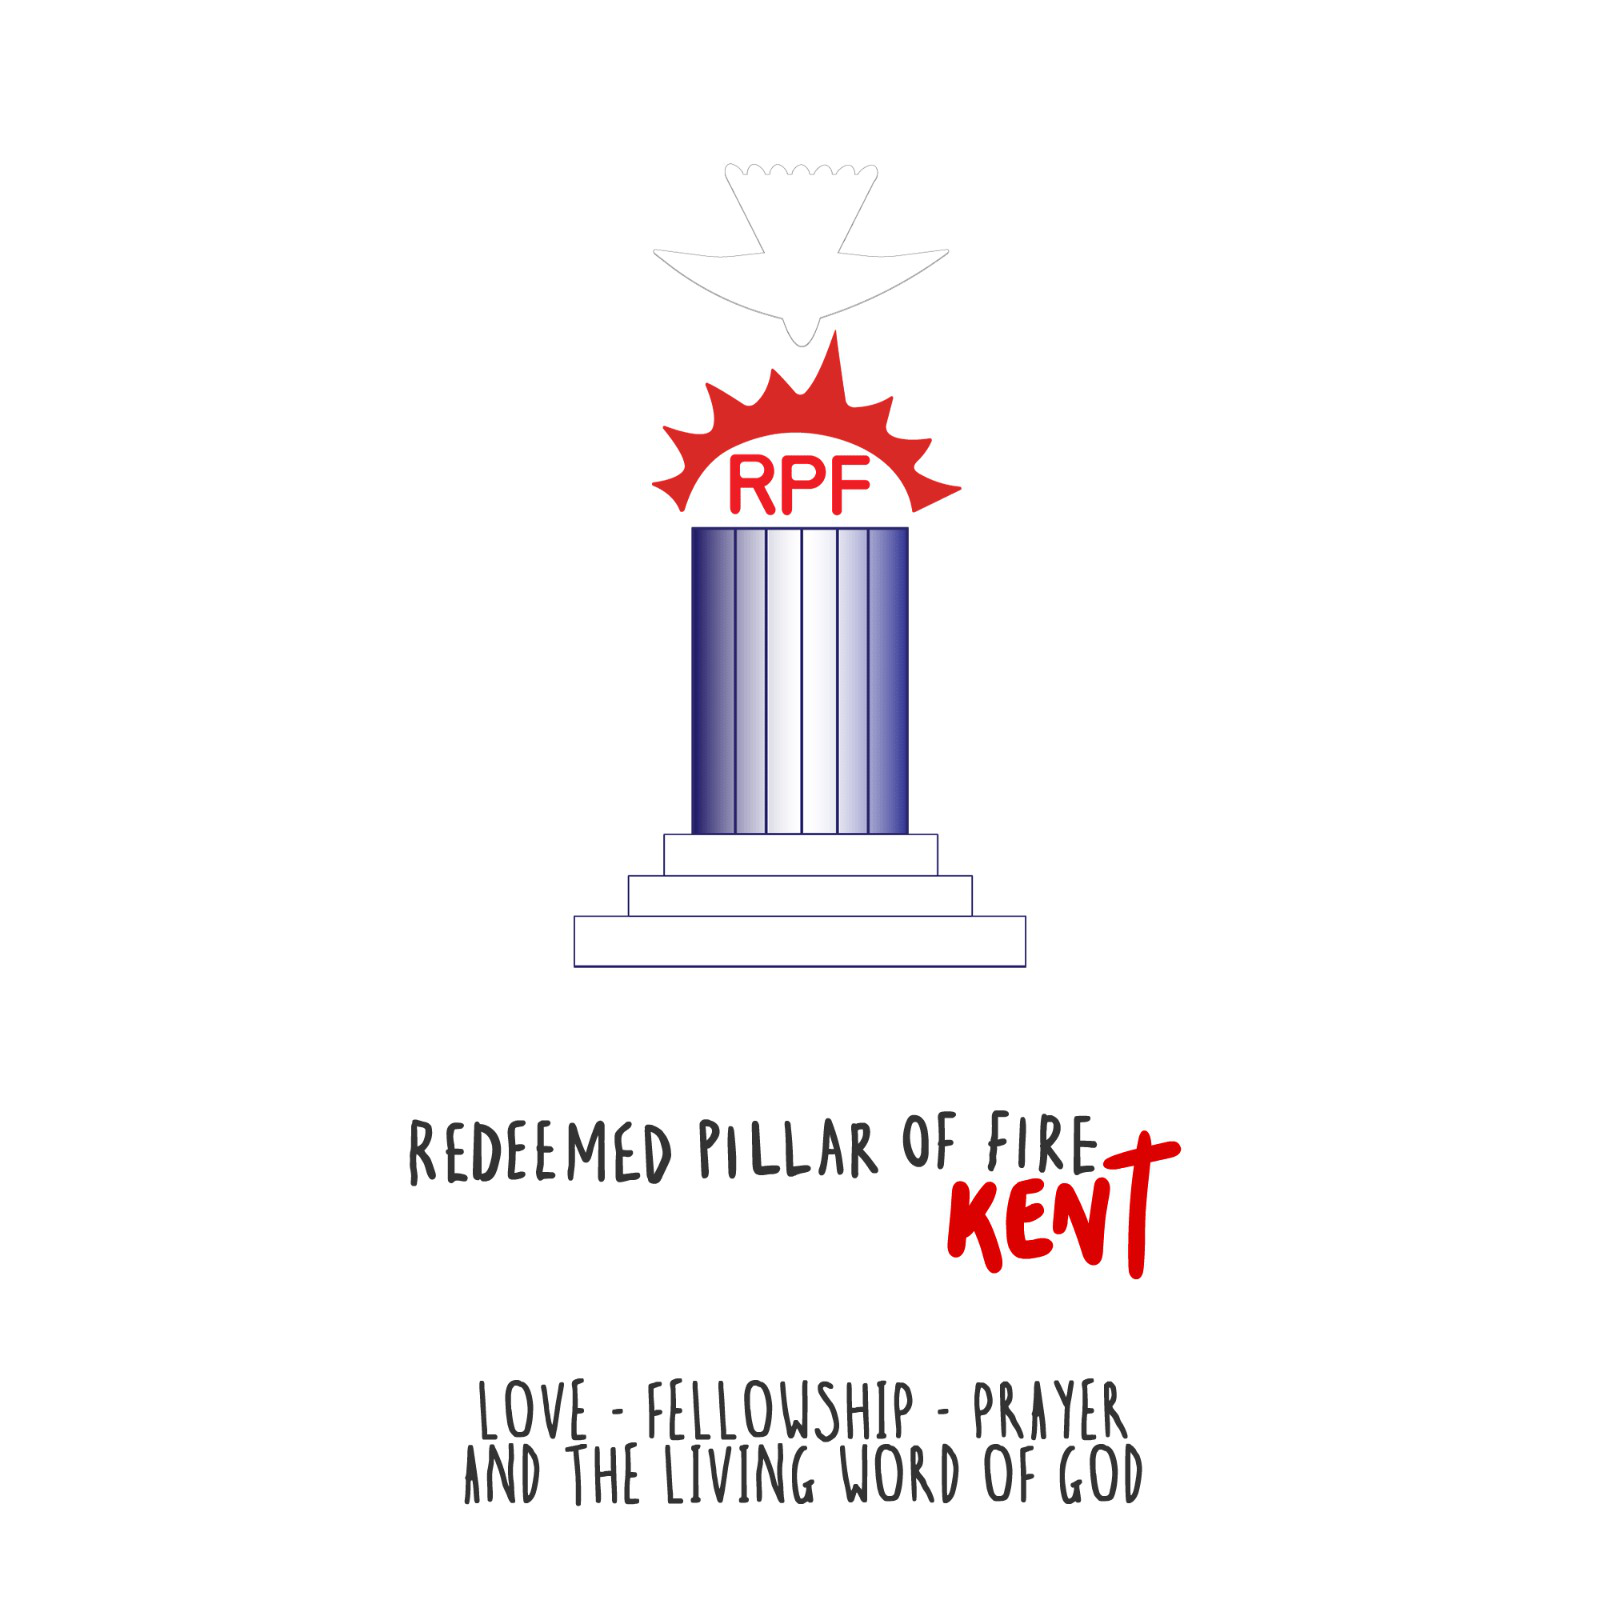 RPF
REDEEMED PILLAR OF FIRE
KENT
LOVE - FELLOWSHIP - PRAYER
AND THE LIVING WORD OF GOD